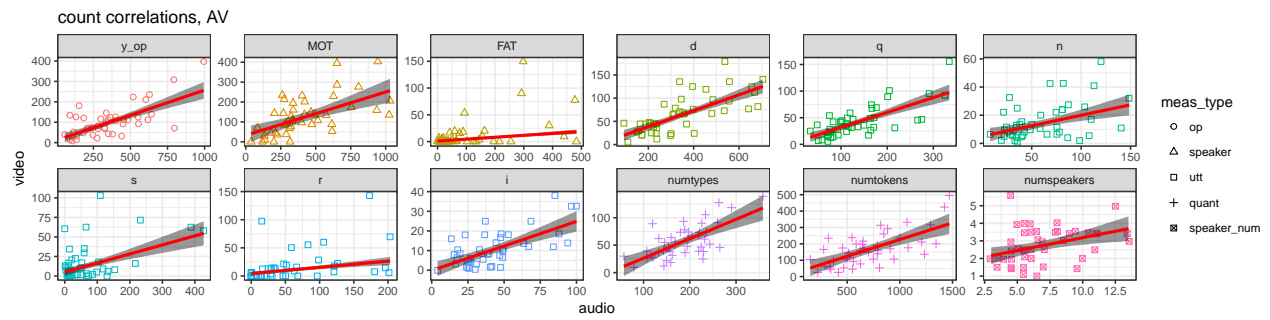 count correlations, AV
y_op MOT FAT d q n
400 300 200 100 0
250 500 750 1000
400 300 200 100 0
0 250 500 750 1000
150 100 50 0
0 100 200 300 400 500
150 100 50 0
200 400 600
150 100 50 0
100 200 300
60 40 20 0
0 50 100 150
s r i numtypes numtokens numspeakers
100 75 50 25 0
0 100 200 300 400
150 100 50 0
0 50 100 150 200
40 30 20 10 0
0 25 50 75 100
100 50 0
100 200 300
500 400 300 200 100 0
500 1000 1500
5 4 3 2 1
2.5 5.0 7.5 10.0 12.5
video
audio
meas_type
op
speaker
utt
quant
speaker_num